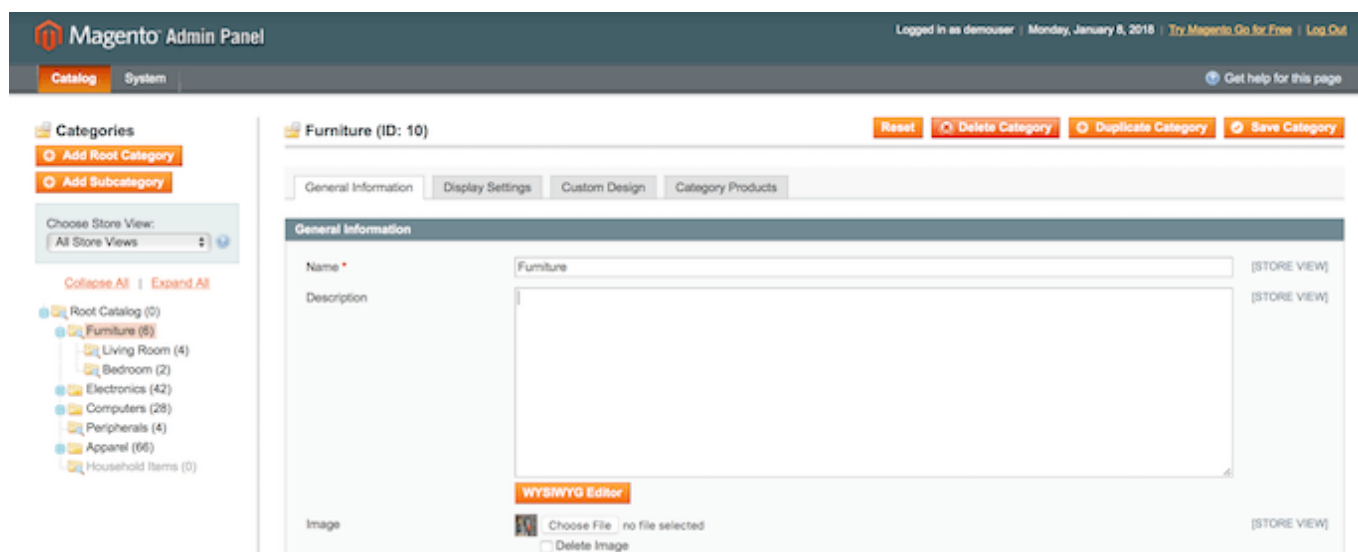 Magento Admin Panel
Logged in as demouser | Monday, January 8, 2018 | Try Magento Go for Free | Log Out
Catalog System
Get help for this page
Categories
Add Root Category
Add Subcategory
Choose Store View:
All Store Views
Collapse All | Expand All
Root Catalog (0)
Furniture (6)
Living Room (4)
Bedroom (2)
Electronics (42)
Computers (28)
Peripherals (4)
Apparel (66)
Household Items (0)
Furniture (ID: 10)
Reset Delete Category Duplicate Category Save Category
General Information Display Settings Custom Design Category Products
General Information
Name * Furniture [STORE VIEW]
Description [STORE VIEW]
WYSIWYG Editor
Image Choose File no file selected [STORE VIEW]
Delete Image